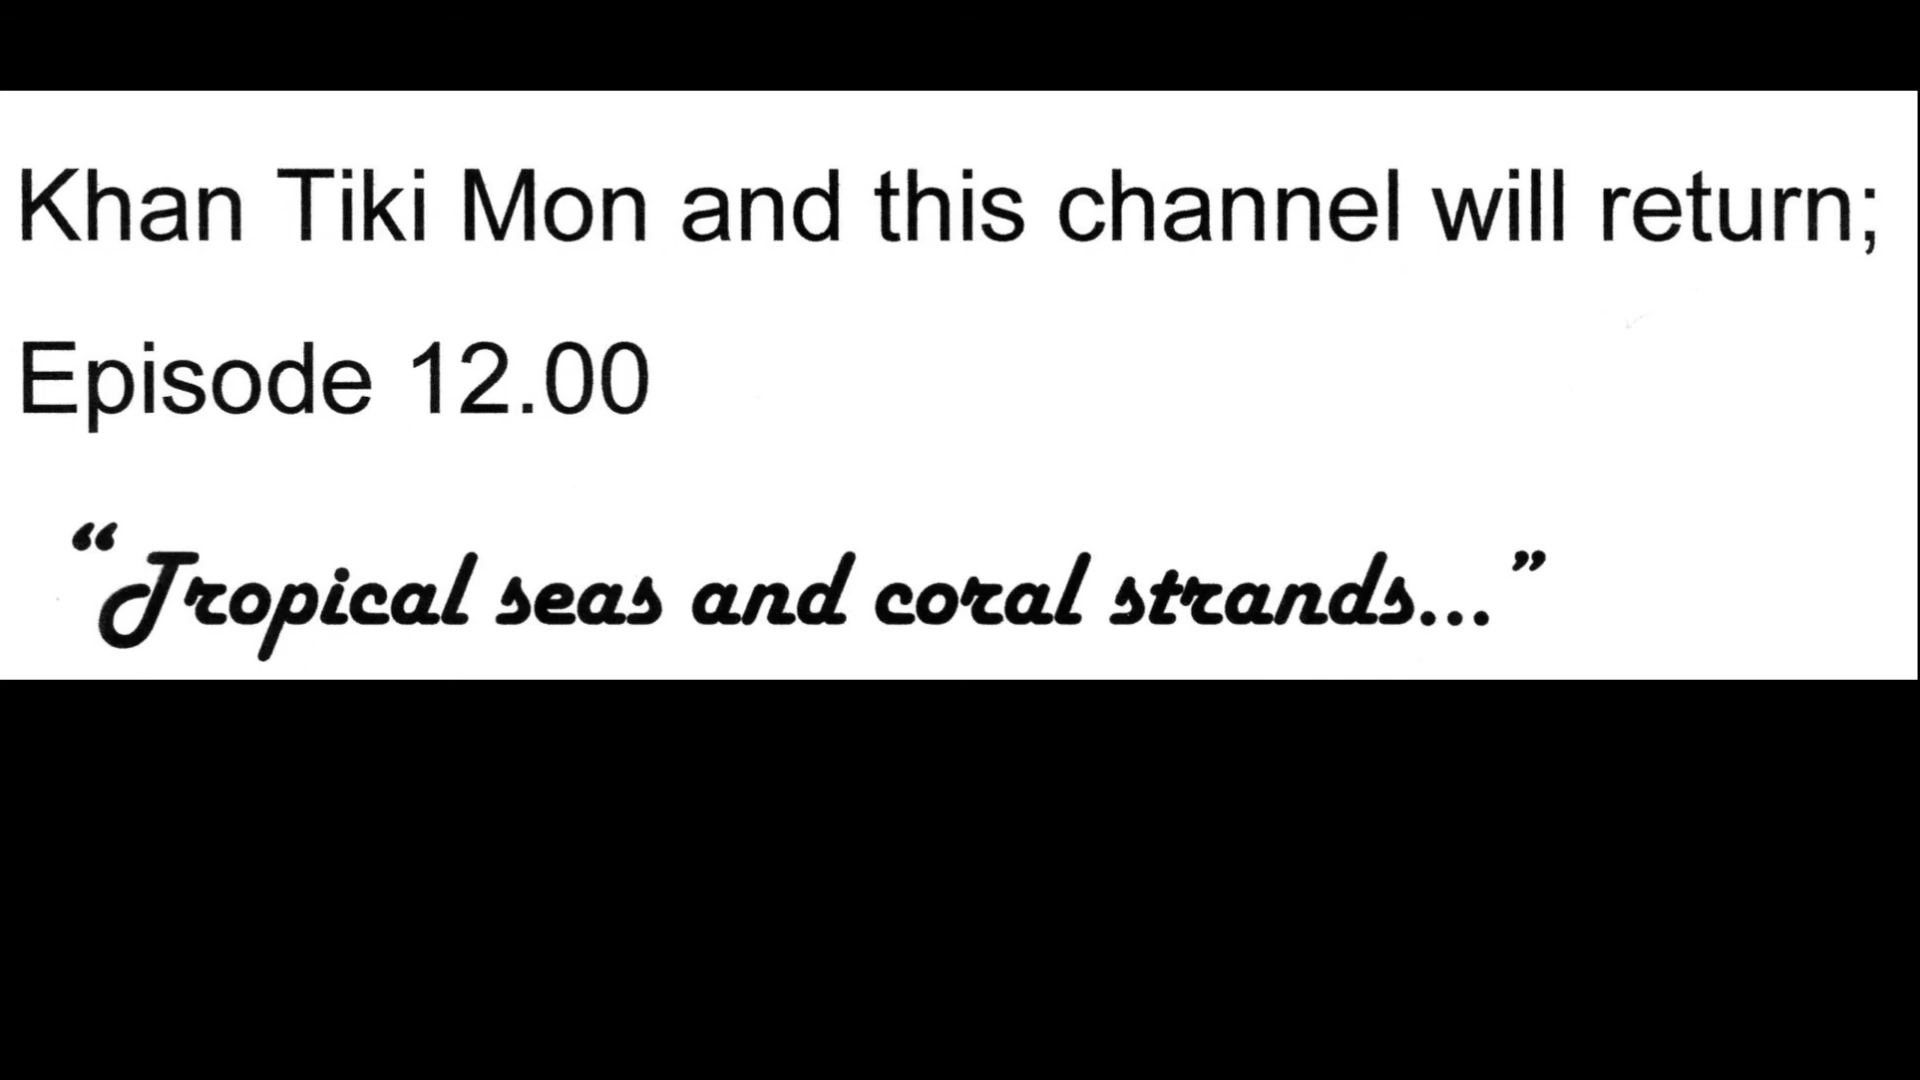 Khan Tiki Mon and this channel will return;
Episode 12.00
“Tropical seas and coral strands...”